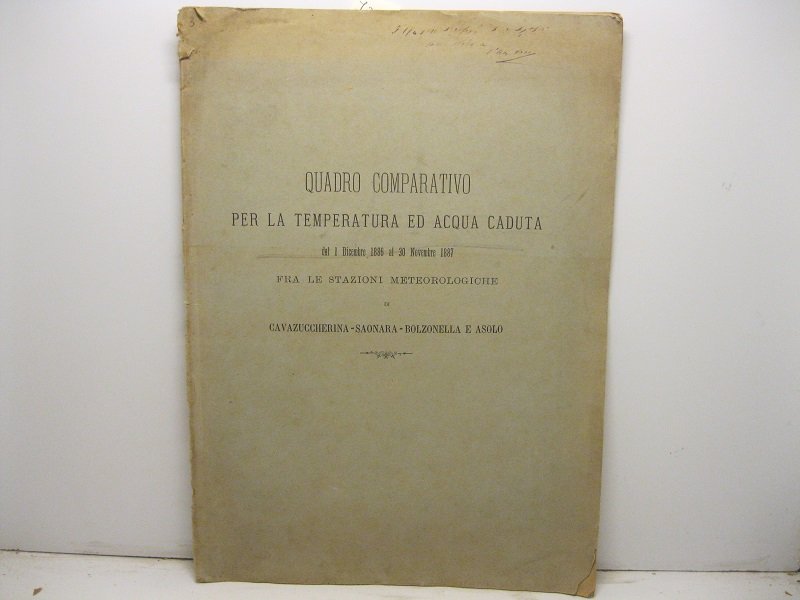 QUADRO COMPARATIVO
PER LA TEMPERATURA ED ACQUA CADUTA
dal 1 Dicembre 1886 al 30 Novembre 1887
FRA LE STAZIONI METEOROLOGICHE
DI
CAVAZUCCHERINA-SAONARA-BOLZONELLA E ASOLO